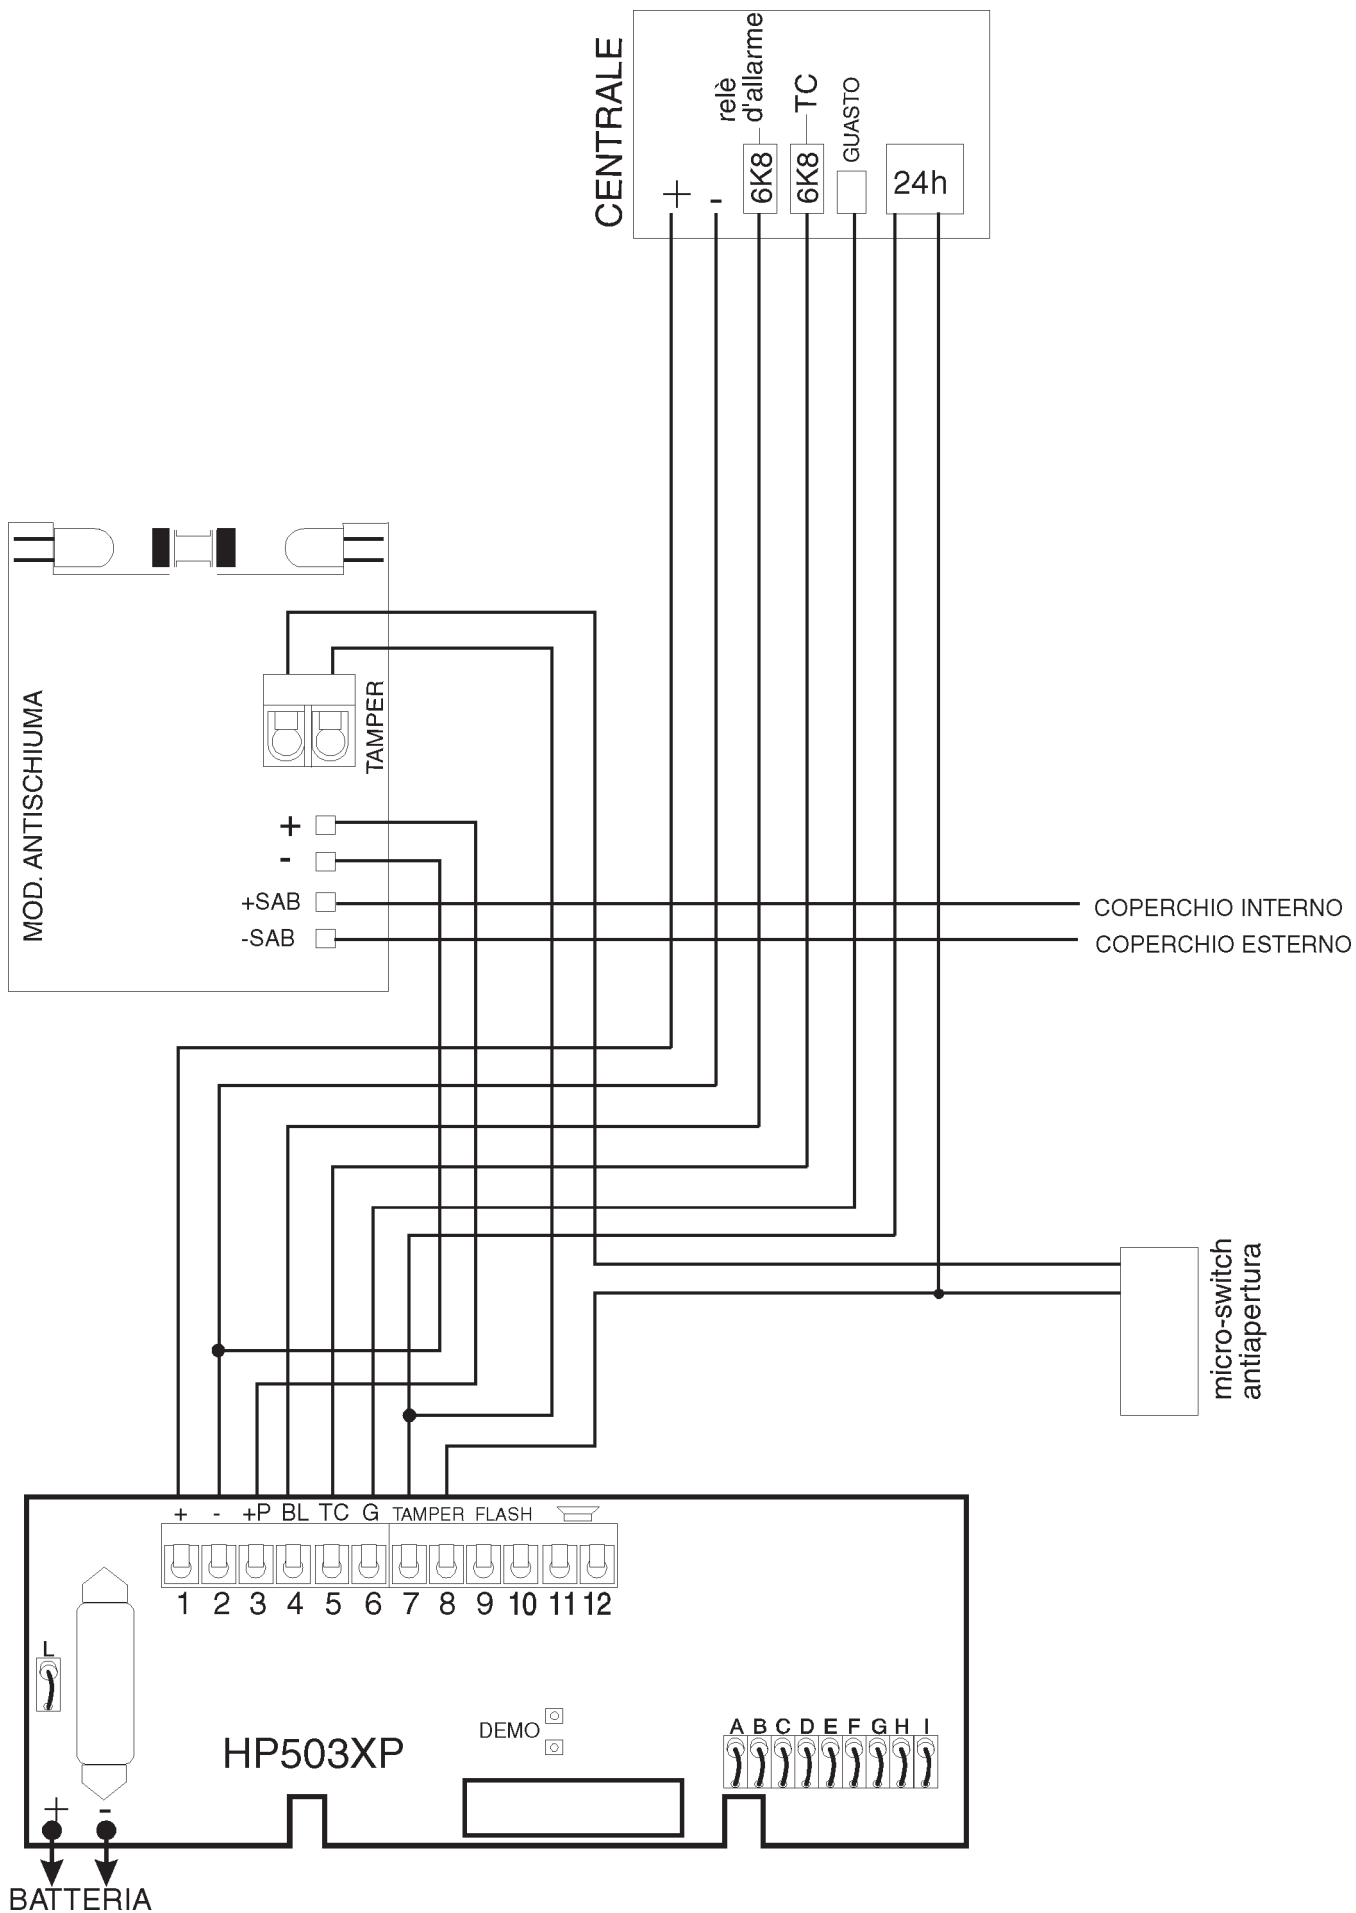 CENTRALE
+
-
relè
d'allarme
TC
GUASTO
6K8
6K8
24h
MOD. ANTISCHIUMA
TAMPER
+
-
+SAB
-SAB
COPERCHIO INTERNO
COPERCHIO ESTERNO
micro-switch
antiapertura
+ - +P BL TC G TAMPER FLASH
1 2 3 4 5 6 7 8 9 10 11 12
L
DEMO
HP503XP
A B C D E F G H I
+ -
BATTERIA